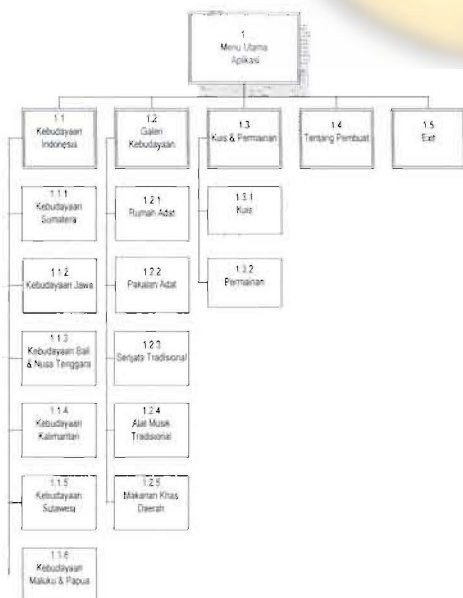 1
Menu Utama
Aplikasi
1.1
Kebudayaan
Indonesia
1.2
Galeri
Kebudayaan
1.3
Kuis & Permainan
1.4
Tentang Pembuat
1.5
Exit
1.1.1
Kebudayaan
Sumatera
1.2.1
Rumah Adat
1.3.1
Kuis
1.1.2
Kebudayaan Jawa
1.2.2
Pakaian Adat
1.3.2
Permainan
1.1.3
Kebudayaan Bali
& Nusa Tenggara
1.2.3
Senjata Tradisional
1.1.4
Kebudayaan
Kalimantan
1.2.4
Alat Musik
Tradisional
1.1.5
Kebudayaan
Sulawesi
1.2.5
Makanan Khas
Daerah
1.1.6
Kebudayaan
Maluku & Papua